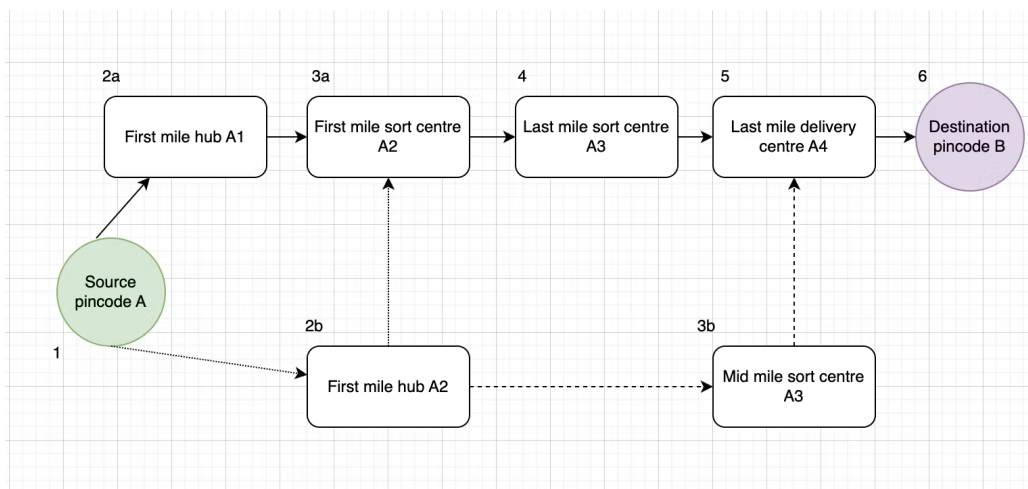 2a
3a
4
5
6
First mile hub A1
First mile sort centre
A2
Last mile sort centre
A3
Last mile delivery
centre A4
Destination
pincode B
Source
pincode A
1
2b
3b
First mile hub A2
Mid mile sort centre
A3